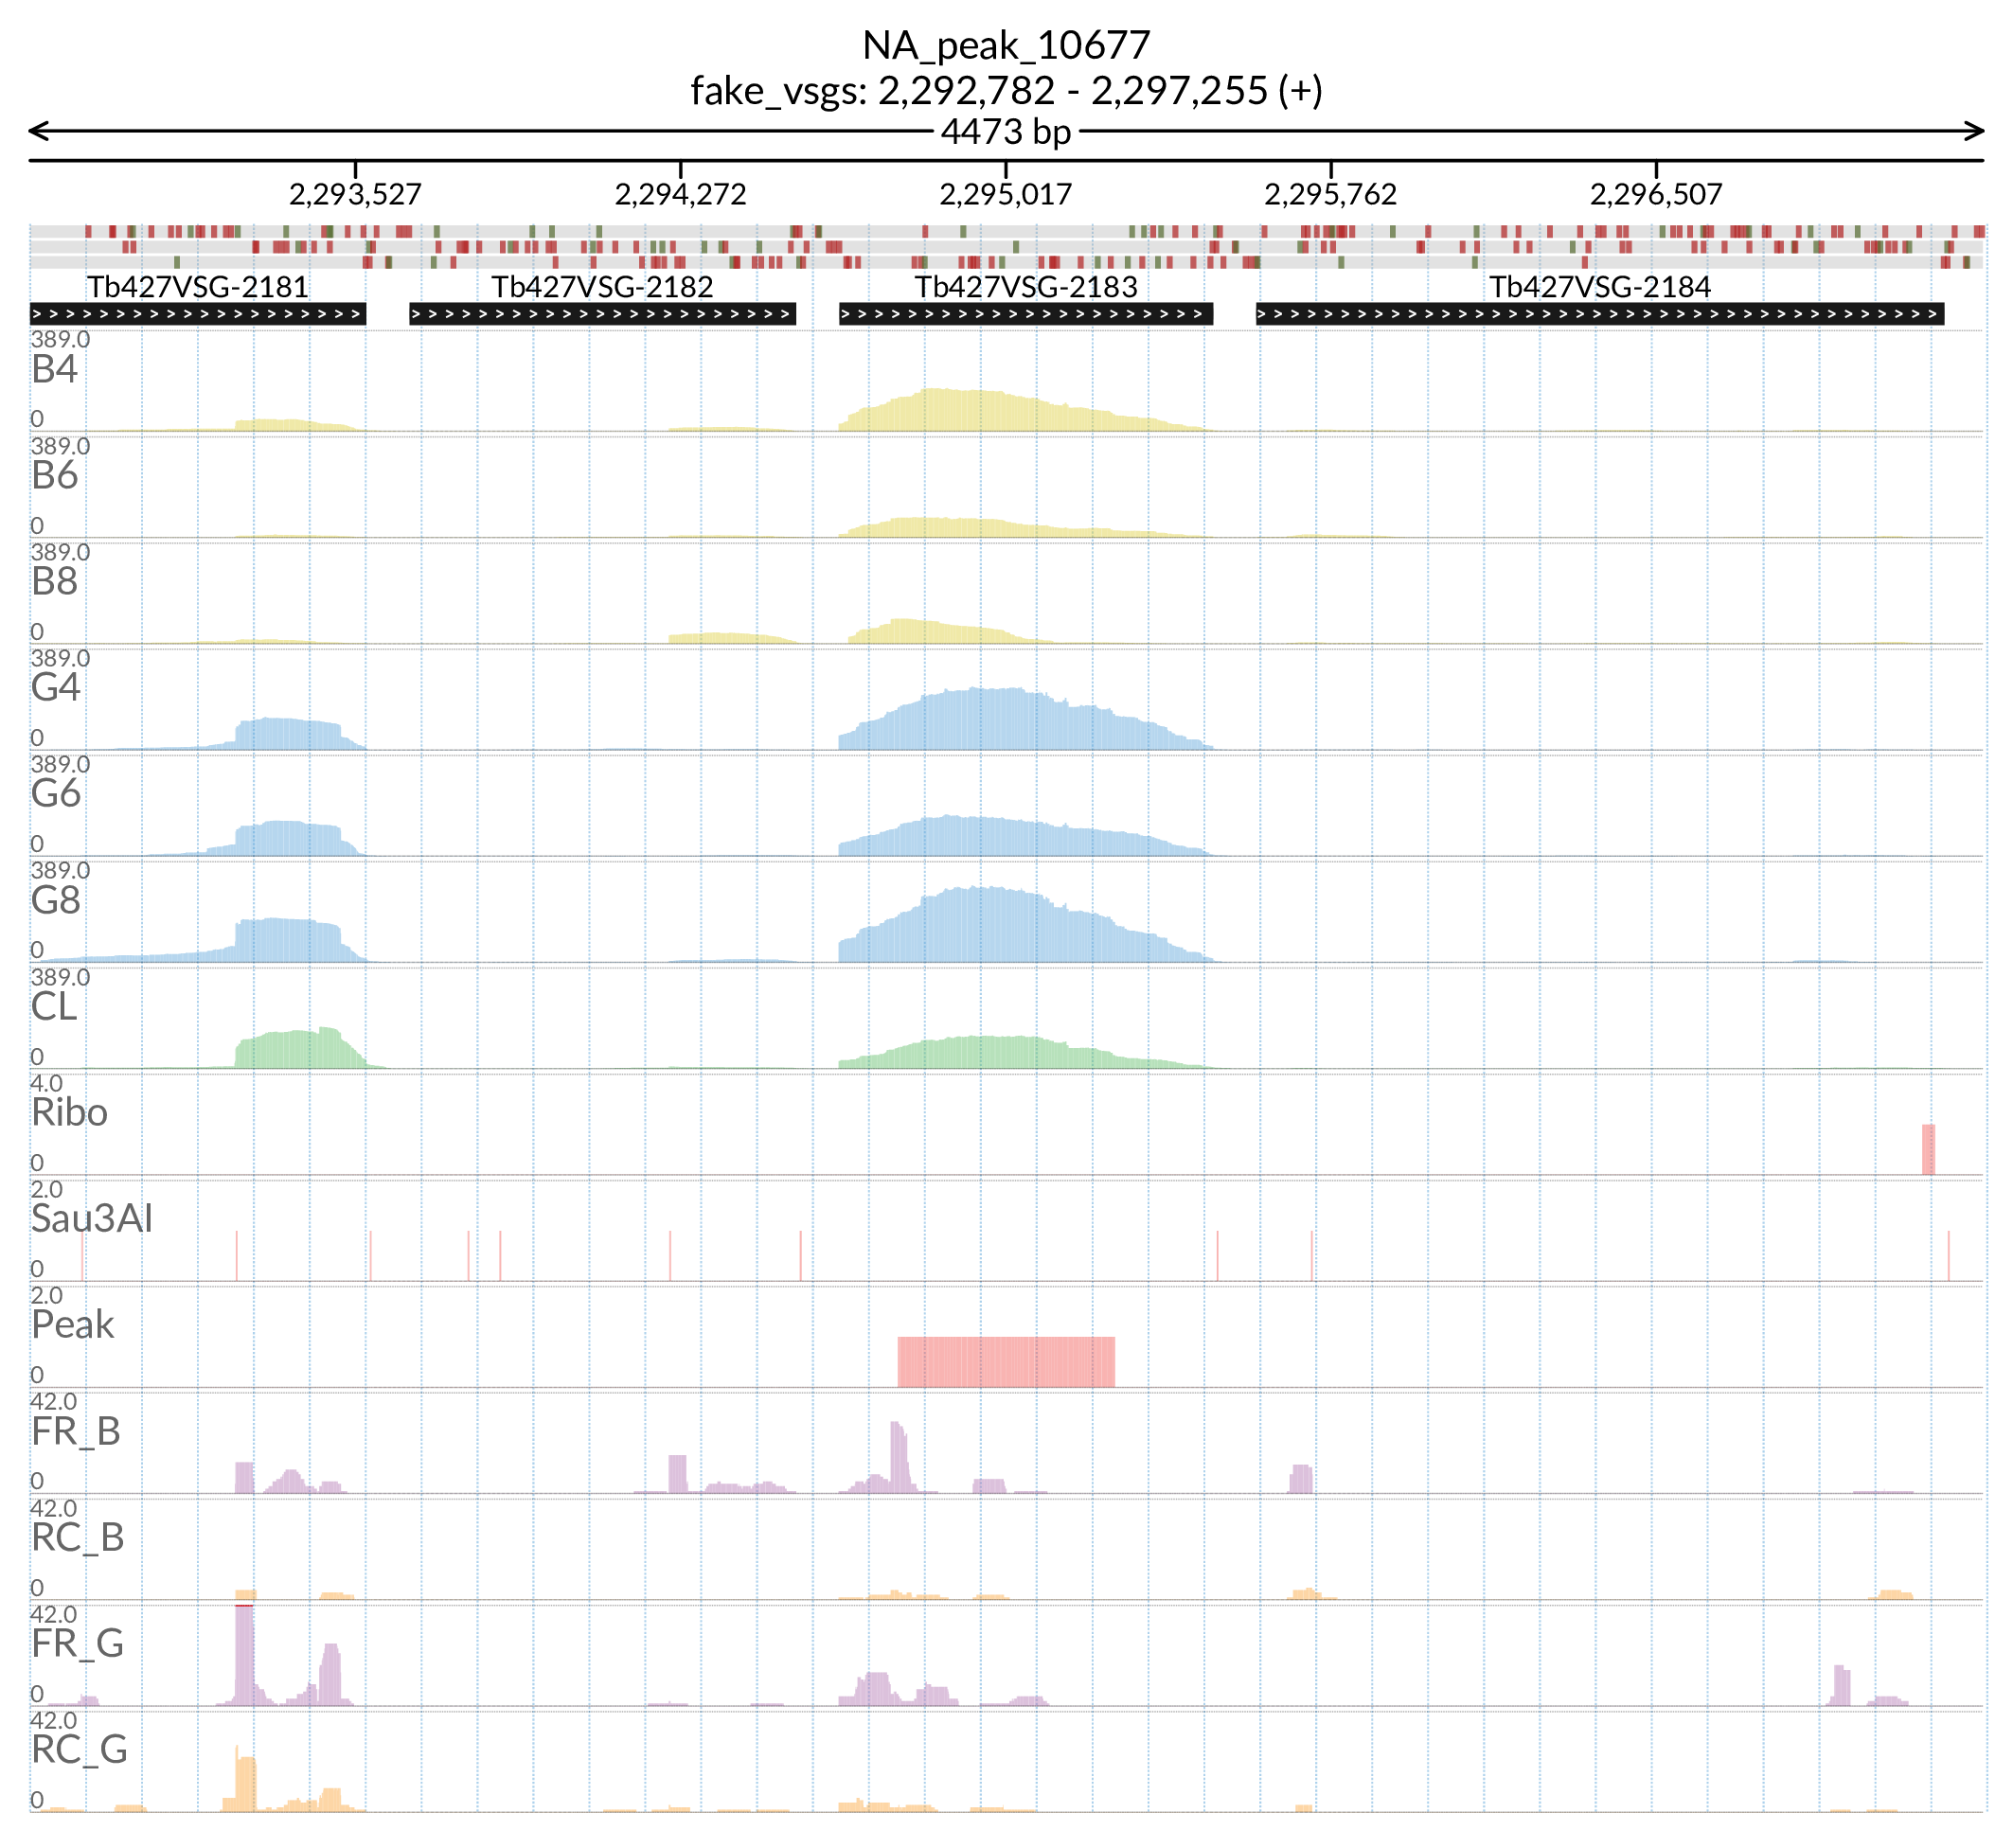 NA_peak_10677
fake_vsgs: 2,292,782 - 2,297,255 (+)
4473 bp
2,293,527 2,294,272 2,295,017 2,295,762 2,296,507
Tb427VSG-2181 Tb427VSG-2182 Tb427VSG-2183 Tb427VSG-2184
389.0
B4
0
389.0
B6
0
389.0
B8
0
389.0
G4
0
389.0
G6
0
389.0
G8
0
389.0
CL
0
4.0
Ribo
0
2.0
Sau3AI
0
2.0
Peak
0
42.0
FR_B
0
42.0
RC_B
0
42.0
FR_G
0
42.0
RC_G
0